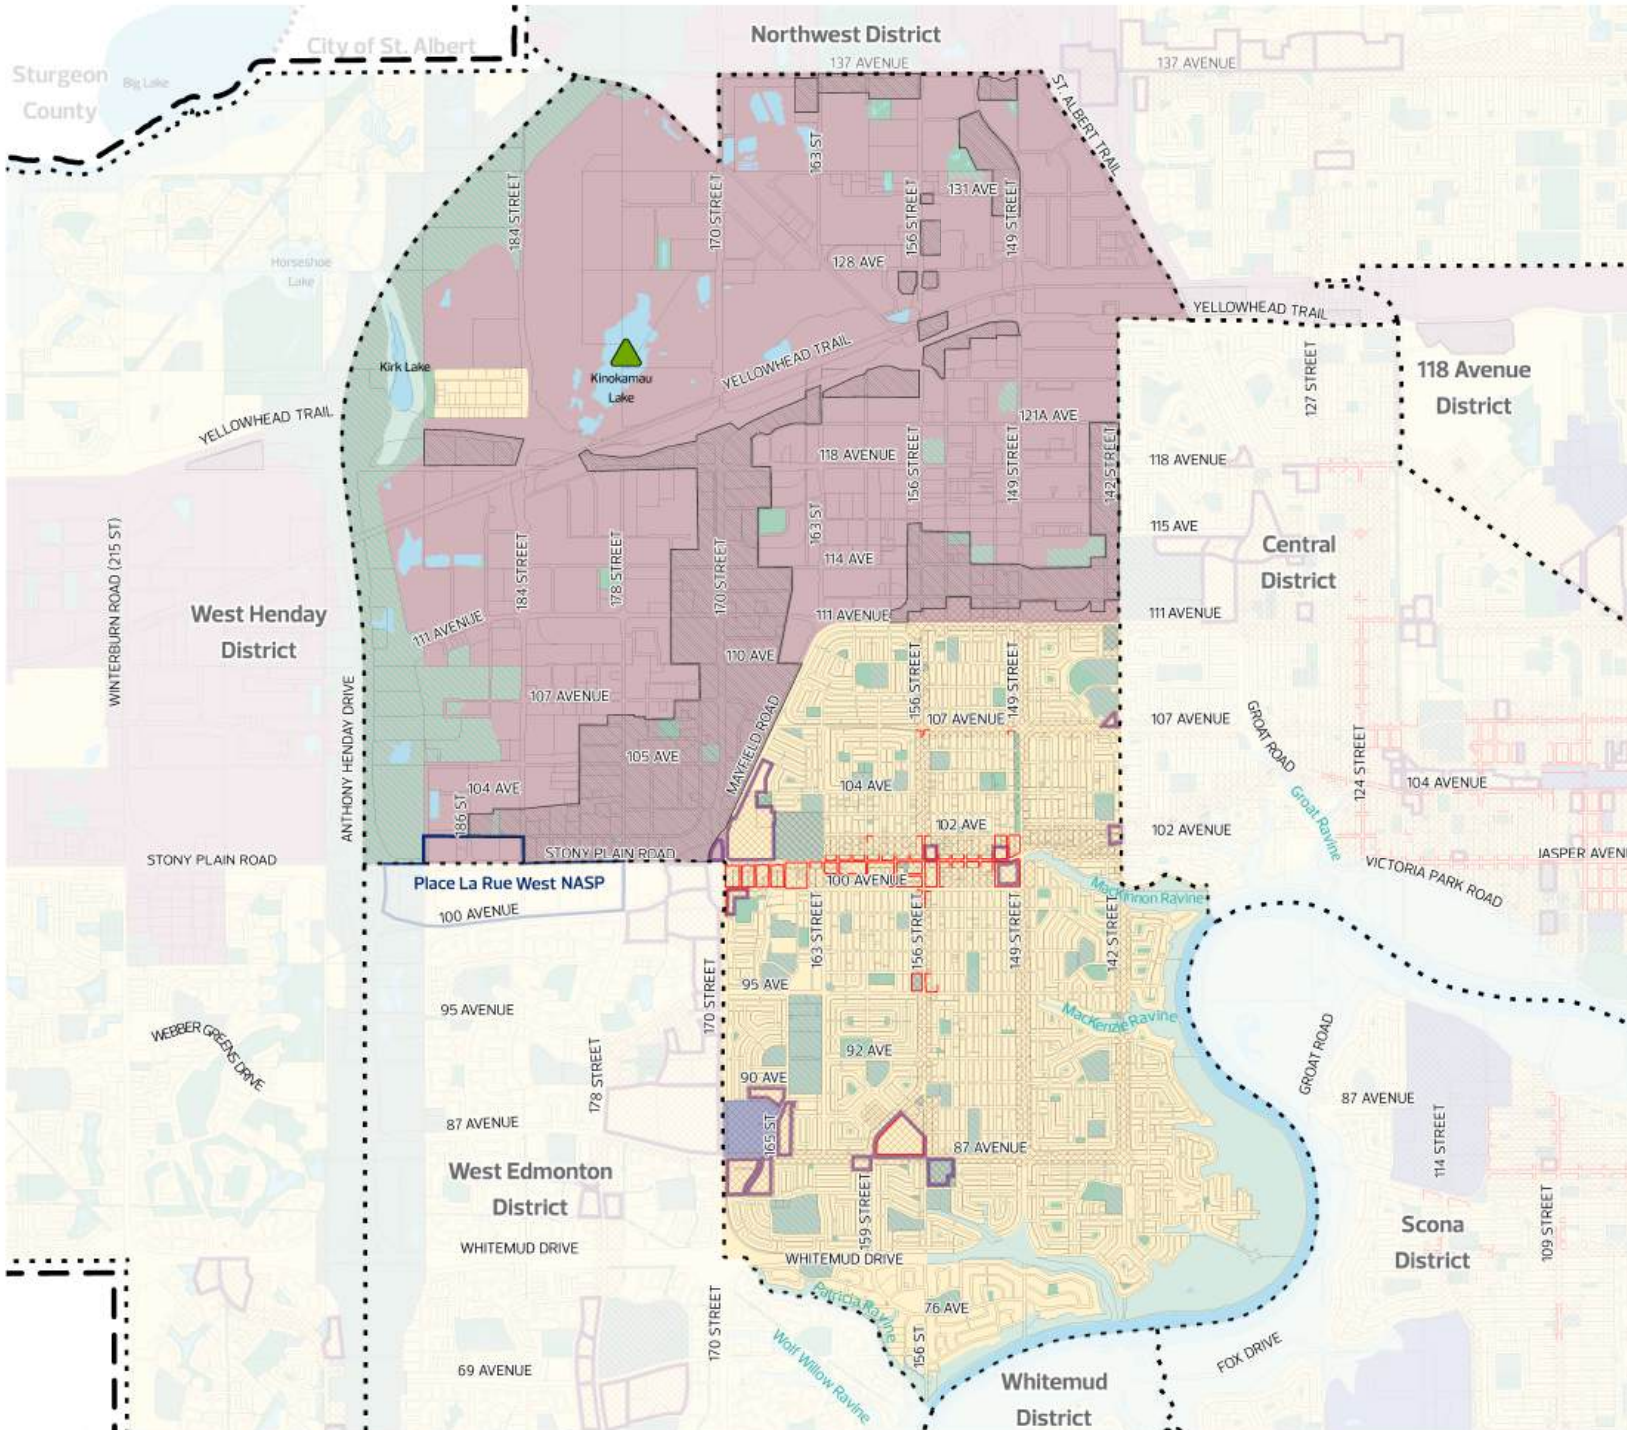 Northwest District
City of St. Albert
137 AVENUE
137 AVENUE
Sturgeon
County
Big Lake
ST. ALBERT TRAIL
163 ST
184 STREET
170 STREET
156 STREET
131 AVE
149 STREET
Horseshoe
Lake
128 AVE
YELLOWHEAD TRAIL
Kirk Lake
Kinokamau
Lake
YELLOWHEAD TRAIL
127 STREET
118 Avenue
District
YELLOWHEAD TRAIL
121A AVE
118 AVENUE
156 STREET
149 STREET
142 STREET
118 AVENUE
WINTERBURN ROAD (215 ST)
184 STREET
178 STREET
170 STREET
163 ST
114 AVE
115 AVE
Central
District
West Henday
District
111 AVENUE
111 AVENUE
111 AVENUE
110 AVE
156 STREET
149 STREET
ANTHONY HENDAY DRIVE
107 AVENUE
MAYFIELD ROAD
107 AVENUE
107 AVENUE
GROAT ROAD
124 STREET
105 AVE
104 AVE
186 ST
104 AVE
104 AVENUE
Groat Ravine
102 AVE
102 AVENUE
STONY PLAIN ROAD
STONY PLAIN ROAD
JASPER AVEN
VICTORIA PARK ROAD
Place La Rue West NASP
100 AVENUE
100 AVENUE
MacKinnon Ravine
163 STREET
156 STREET
149 STREET
142 STREET
170 STREET
95 AVENUE
95 AVE
WEBBER GREENS DRIVE
MacKenzie Ravine
178 STREET
92 AVE
90 AVE
GROAT ROAD
87 AVENUE
87 AVENUE
165 ST
87 AVENUE
114 STREET
West Edmonton
District
159 STREET
109 STREET
Scona
District
WHITEMUD DRIVE
WHITEMUD DRIVE
Patricia Ravine
76 AVE
170 STREET
Wolf Willow Ravine
156 ST
FOX DRIVE
69 AVENUE
Whitemud
District